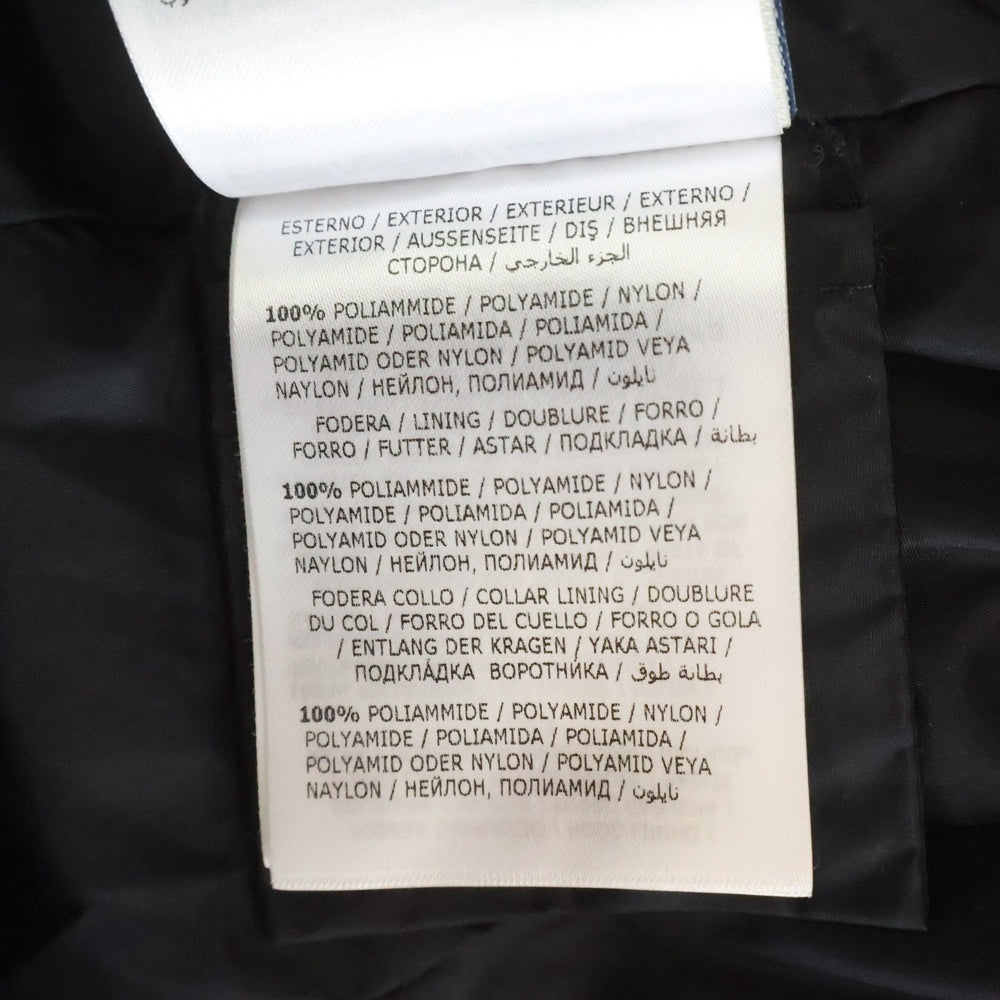 ESTERNO / EXTERIOR / EXTERIEUR / EXTERNO /
EXTERIOR / AUSSENSEITE / DIŞ / ВНЕШНЯЯ
СТОРОНА / الجزء الخارجي
100% POLIAMMIDE / POLYAMIDE / NYLON /
POLYAMIDE / POLIAMIDA / POLIAMIDA /
POLYAMID ODER NYLON / POLYAMID VEYA
NAYLON / НЕЙЛОН, ПОЛИАМИД / نايلون
FODERA / LINING / DOUBLURE / FORRO /
FORRO / FUTTER / ASTAR / ПОДКЛАДКА / بطانة
100% POLIAMMIDE / POLYAMIDE / NYLON /
POLYAMIDE / POLIAMIDA / POLIAMIDA /
POLYAMID ODER NYLON / POLYAMID VEYA
NAYLON / НЕЙЛОН, ПОЛИАМИД / نايلون
FODERA COLLO / COLLAR LINING / DOUBLURE
DU COL / FORRO DEL CUELLO / FORRO O GOLA
/ ENTLANG DER KRAGEN / YAKA ASTARI /
ПОДКЛА́ДКА ВОРОТНИ́КА / بطانة طوق
100% POLIAMMIDE / POLYAMIDE / NYLON /
POLYAMIDE / POLIAMIDA / POLIAMIDA /
POLYAMID ODER NYLON / POLYAMID VEYA
NAYLON / НЕЙЛОН, ПОЛИАМИД / نايلون